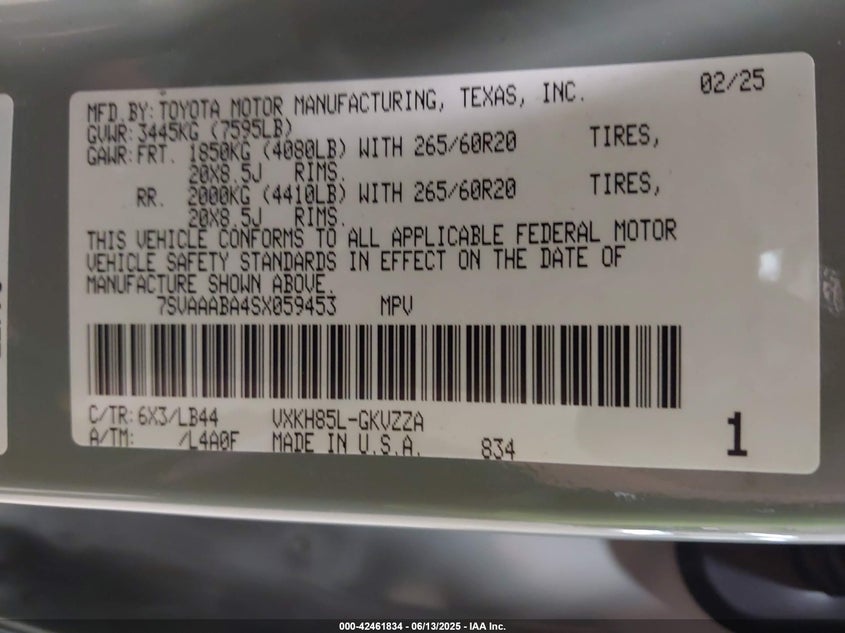 MFD.BY: TOYOTA MOTOR MANUFACTURING, TEXAS, INC. 02/25
GVWR: 3445KG (7595LB)
GAWR: FRT. 1850KG (4080LB) WITH 265/60R20 TIRES,
20X8.5J RIMS.
RR. 2000KG (4410LB) WITH 265/60R20 TIRES,
20X8.5J RIMS.
THIS VEHICLE CONFORMS TO ALL APPLICABLE FEDERAL MOTOR
VEHICLE SAFETY STANDARDS IN EFFECT ON THE DATE OF
MANUFACTURE SHOWN ABOVE.
7SVAAABA4SX059453 MPV
C/TR: 6X3/LB44 VXKH85L-GKVZZA
A/TM: /L4A0F MADE IN U.S.A. 834 1
000-42461834 | 06/13/2025 - IAA Inc.